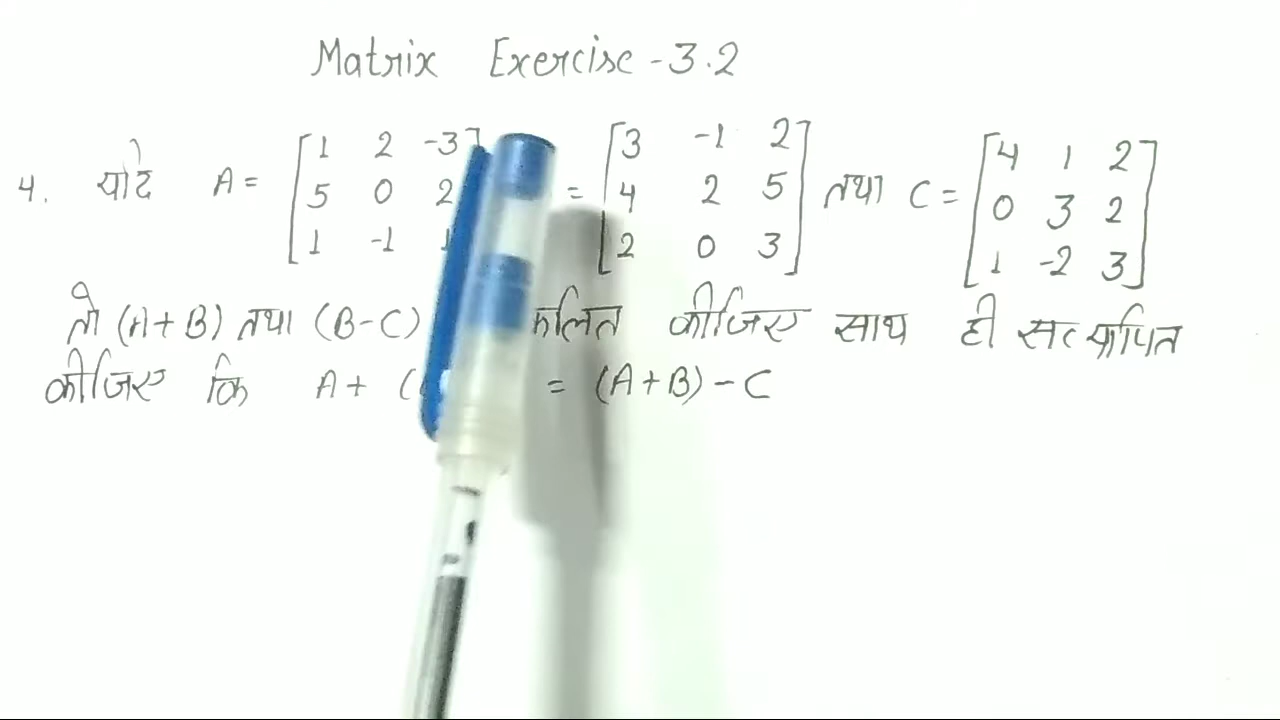 Matrix Exercise - 3.2
4. यदि A = [1 2 -3 = [3 -1 2] तथा C = [4 1 2]
5 0 2 4 2 5 0 3 2
1 -1 1 2 0 3 1 -2 3
तो (A+B) तथा (B-C) कीजिए साथ ही सत्यापित
कीजिए कि A + ( = (A+B) - C